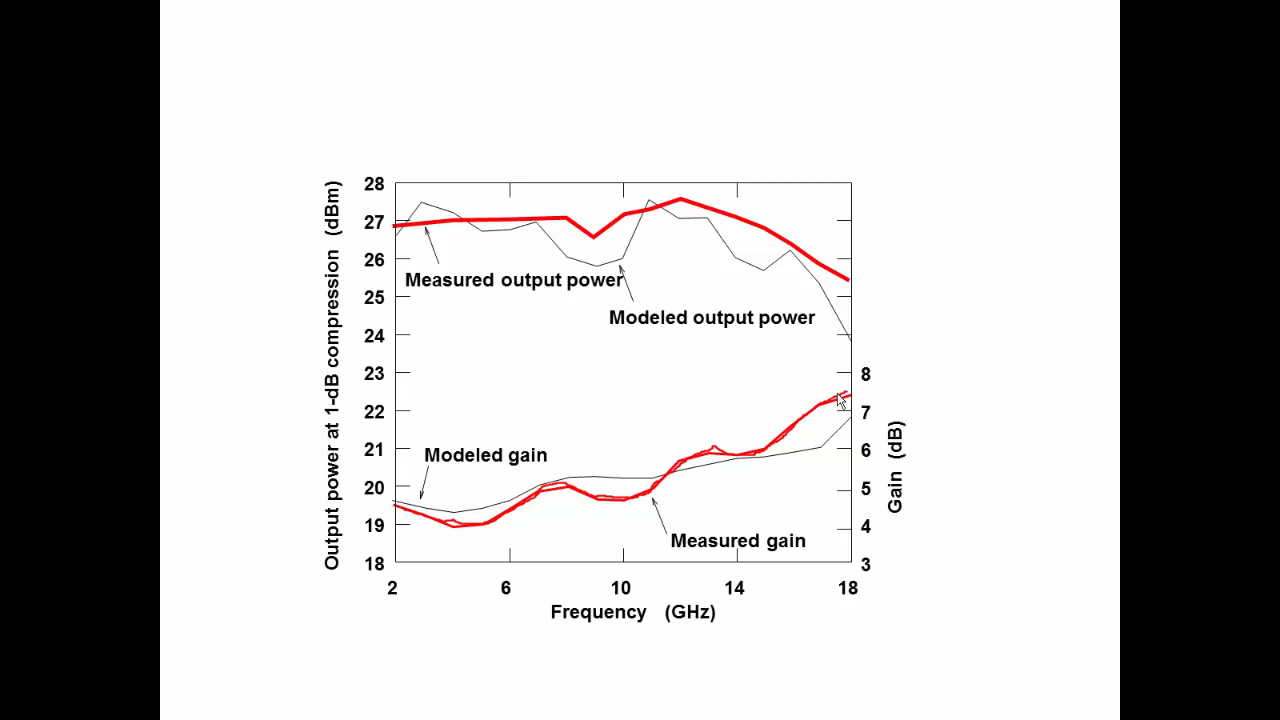 Output power at 1-dB compression (dBm)
28
27
26
25
24
23
22
21
20
19
18
Measured output power
Modeled output power
Modeled gain
Measured gain
8
7
6
5
4
3
Gain (dB)
2 6 10 14 18
Frequency (GHz)